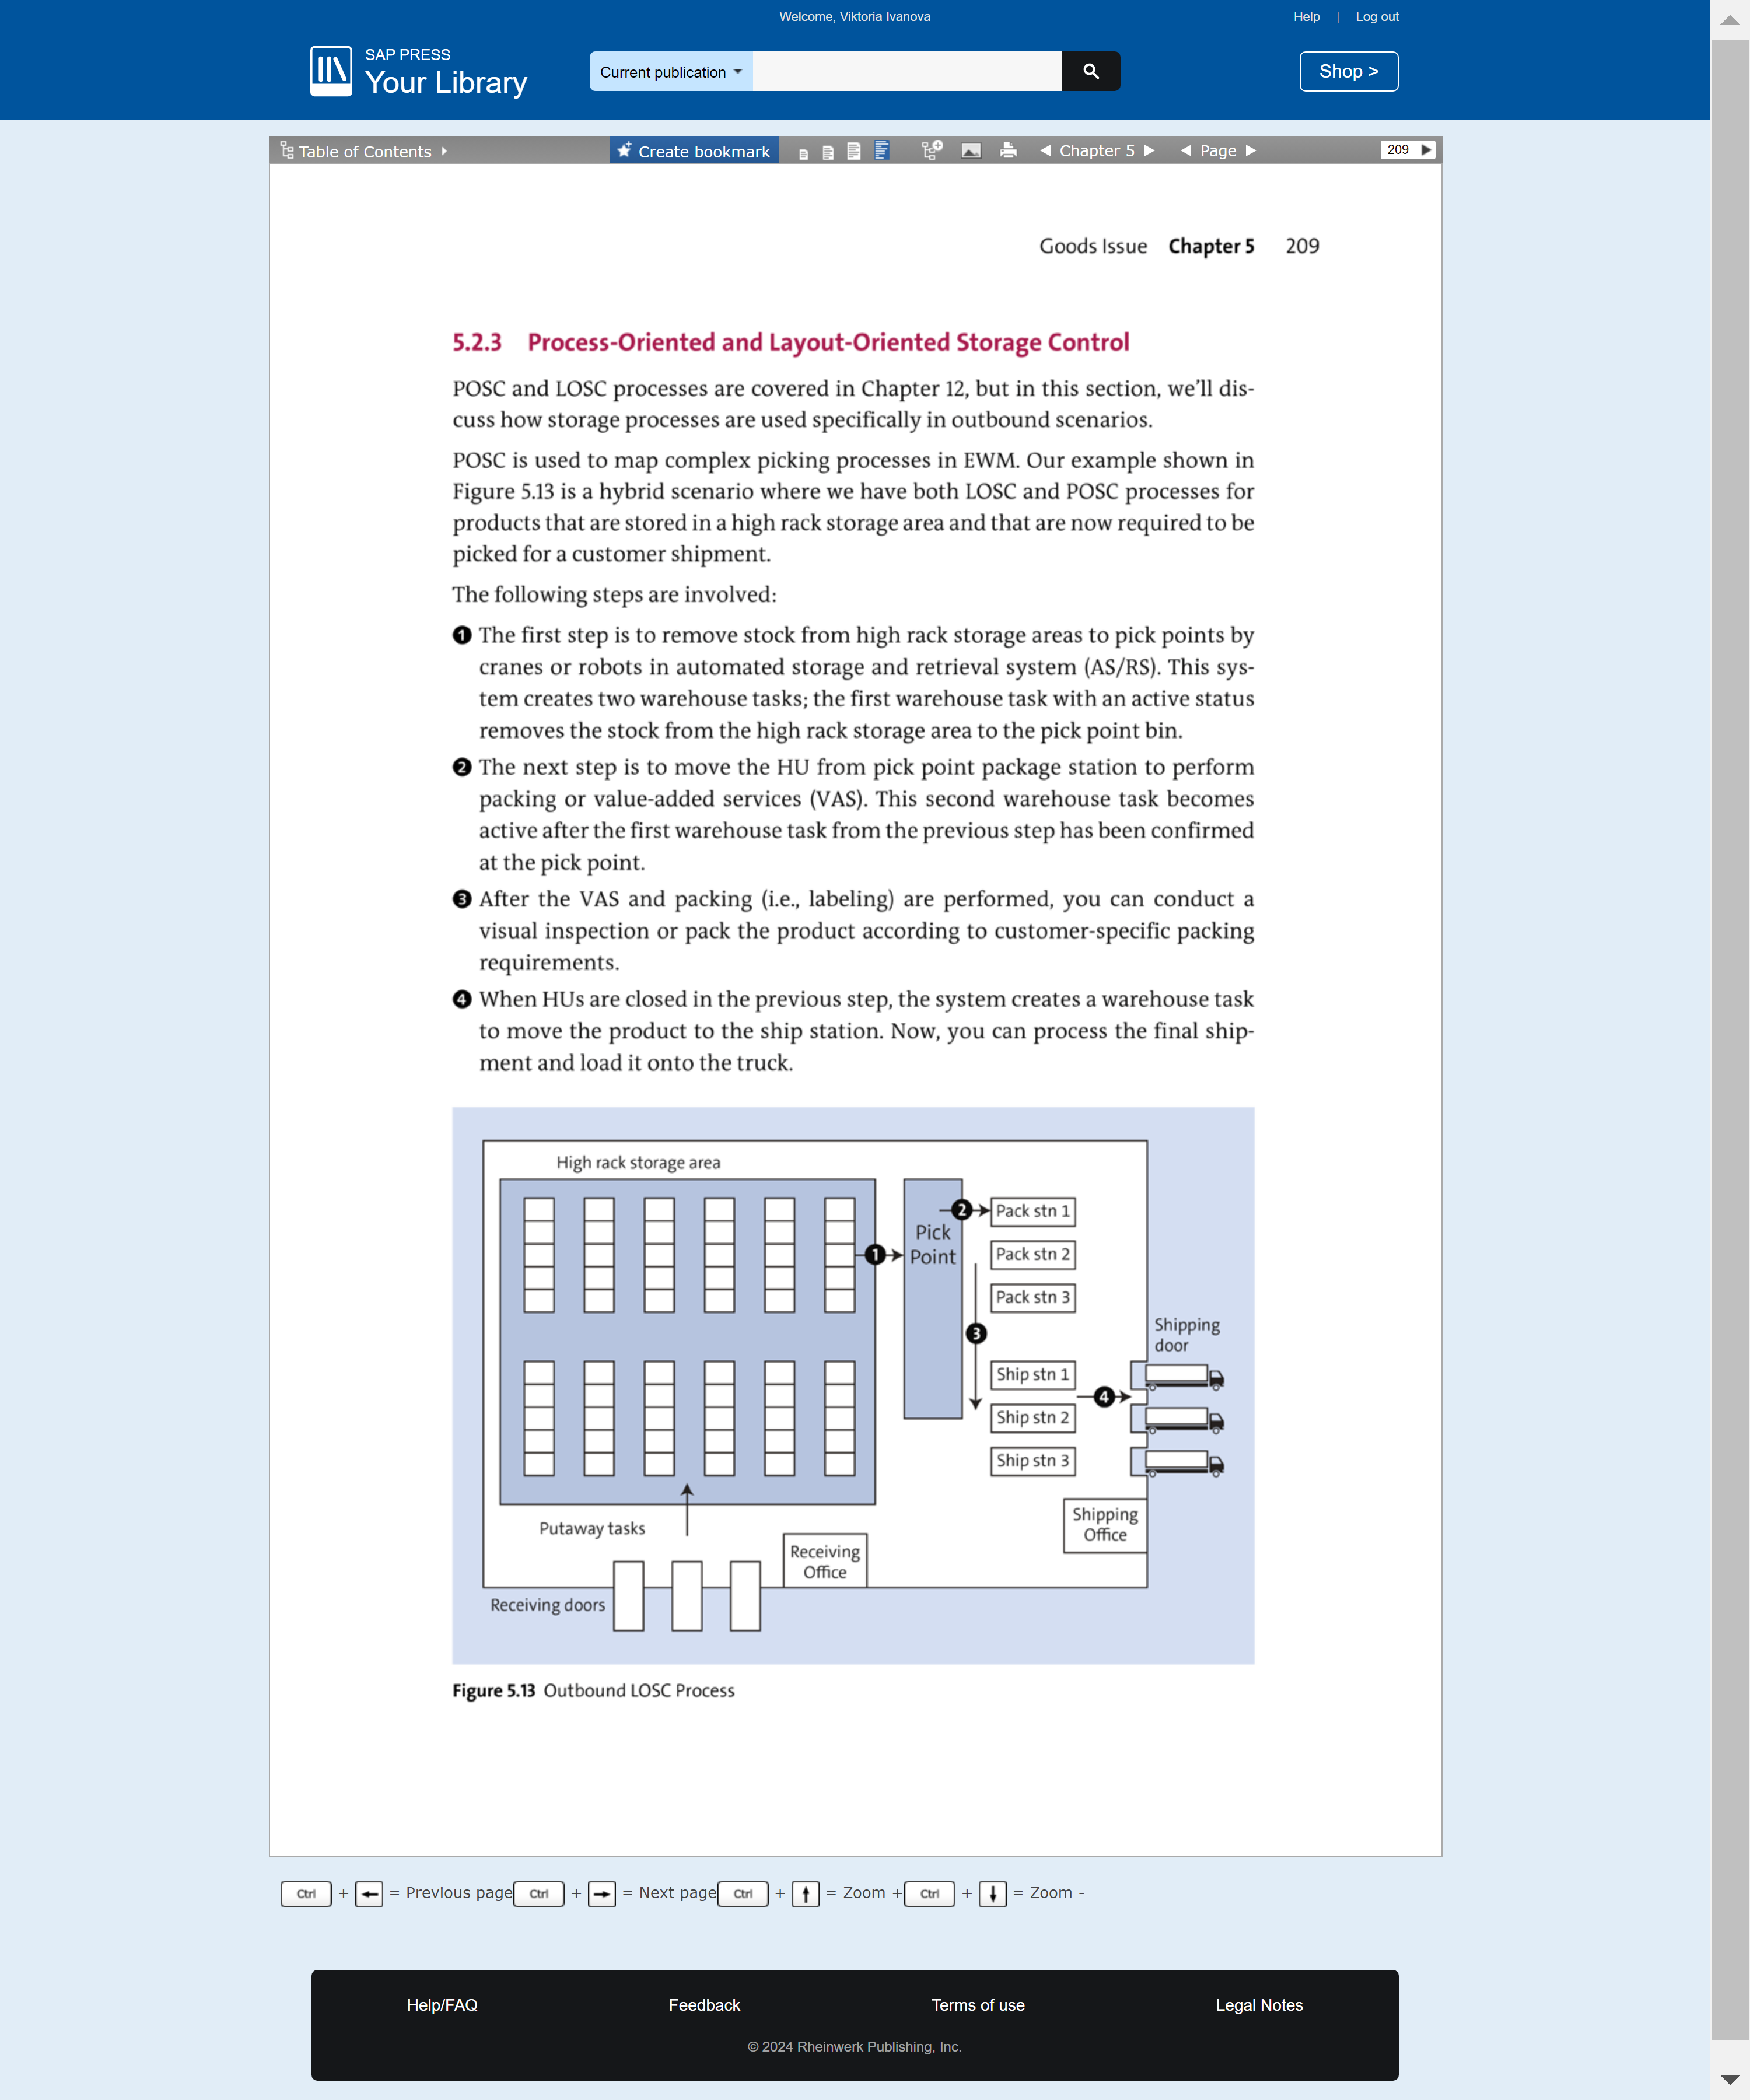 Welcome, Viktoria Ivanova
Help | Log out
SAP PRESS
Your Library
Current publication
Shop >
Table of Contents
Create bookmark
Chapter 5
Page
209
Goods Issue Chapter 5 209
5.2.3 Process-Oriented and Layout-Oriented Storage Control
POSC and LOSC processes are covered in Chapter 12, but in this section, we’ll dis-
cuss how storage processes are used specifically in outbound scenarios.
POSC is used to map complex picking processes in EWM. Our example shown in
Figure 5.13 is a hybrid scenario where we have both LOSC and POSC processes for
products that are stored in a high rack storage area and that are now required to be
picked for a customer shipment.
The following steps are involved:
1 The first step is to remove stock from high rack storage areas to pick points by
cranes or robots in automated storage and retrieval system (AS/RS). This sys-
tem creates two warehouse tasks; the first warehouse task with an active status
removes the stock from the high rack storage area to the pick point bin.
2 The next step is to move the HU from pick point package station to perform
packing or value-added services (VAS). This second warehouse task becomes
active after the first warehouse task from the previous step has been confirmed
at the pick point.
3 After the VAS and packing (i.e., labeling) are performed, you can conduct a
visual inspection or pack the product according to customer-specific packing
requirements.
4 When HUs are closed in the previous step, the system creates a warehouse task
to move the product to the ship station. Now, you can process the final ship-
ment and load it onto the truck.
High rack storage area
1
Pick
Point
2
Pack stn 1
Pack stn 2
Pack stn 3
3
Ship stn 1
Ship stn 2
Ship stn 3
4
Shipping
door
Shipping
Office
Putaway tasks
Receiving
Office
Receiving doors
Figure 5.13 Outbound LOSC Process
Ctrl + ← = Previous page Ctrl + → = Next page Ctrl + ↑ = Zoom + Ctrl + ↓ = Zoom -
Help/FAQ
Feedback
Terms of use
Legal Notes
© 2024 Rheinwerk Publishing, Inc.